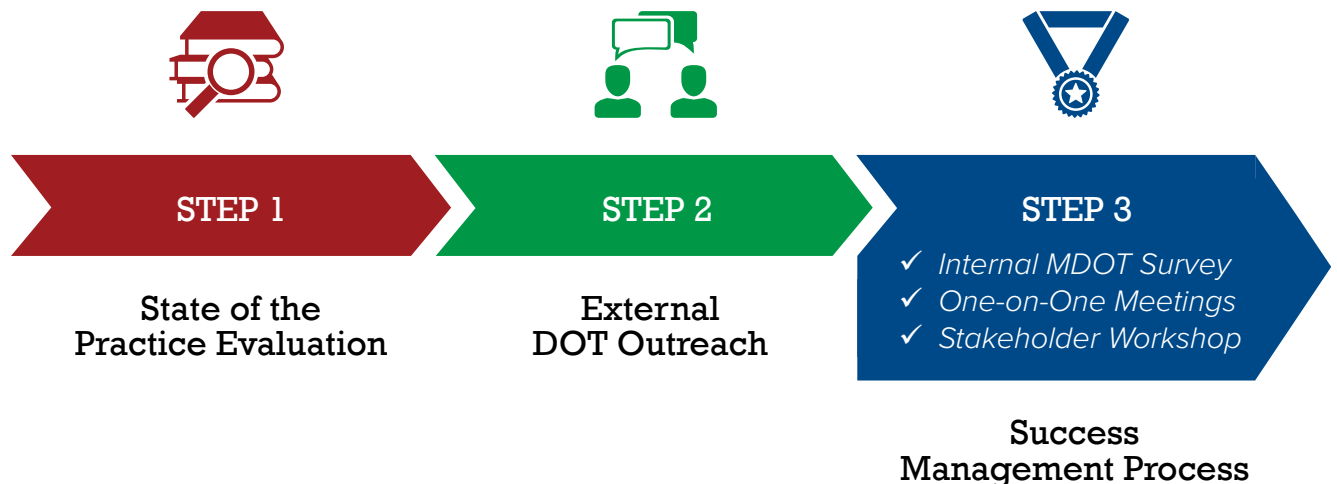 STEP 1
State of the
Practice Evaluation
STEP 2
External
DOT Outreach
STEP 3
✓ Internal MDOT Survey
✓ One-on-One Meetings
✓ Stakeholder Workshop
Success
Management Process